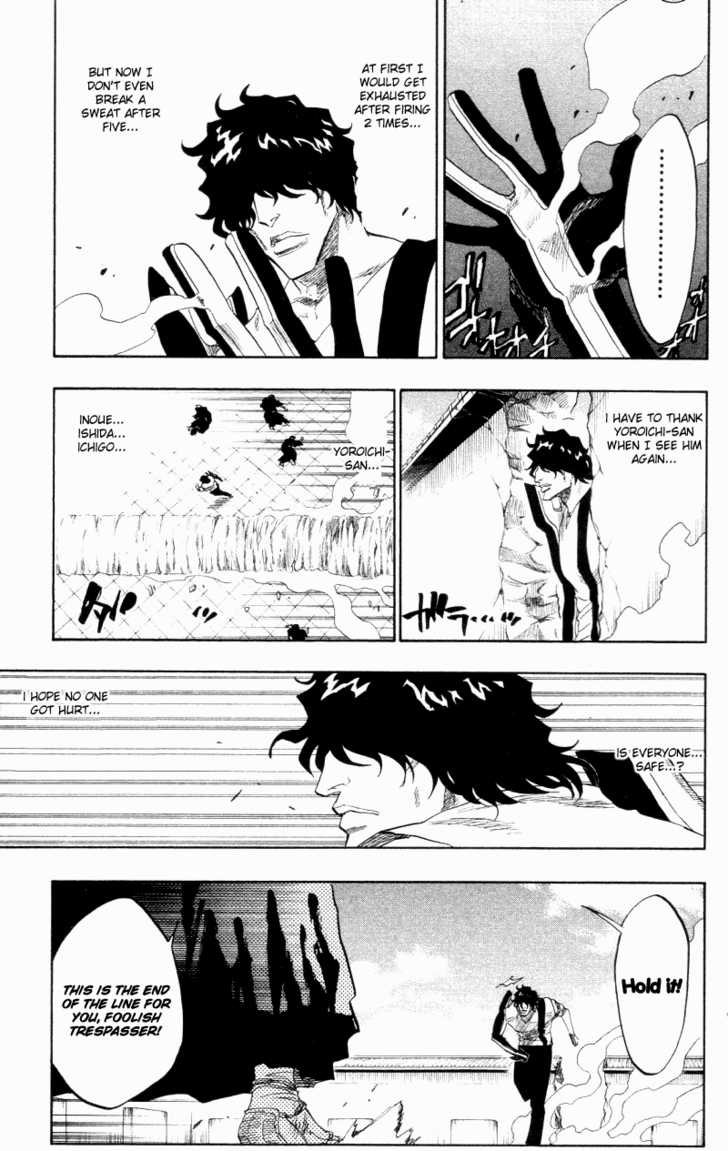 ..........
AT FIRST I
WOULD GET
EXHAUSTED
AFTER FIRING
2 TIMES...
BUT NOW I
DON'T EVEN
BREAK A
SWEAT AFTER
FIVE...
I HAVE TO THANK
YOROICHI-SAN
WHEN I SEE HIM
AGAIN...
YOROICHI-
SAN...
INOUE...
ISHIDA...
ICHIGO...
IS EVERYONE...
SAFE...?
I HOPE NO ONE
GOT HURT...
Hold it!
THIS IS THE END
OF THE LINE FOR
YOU, FOOLISH
TRESPASSER!